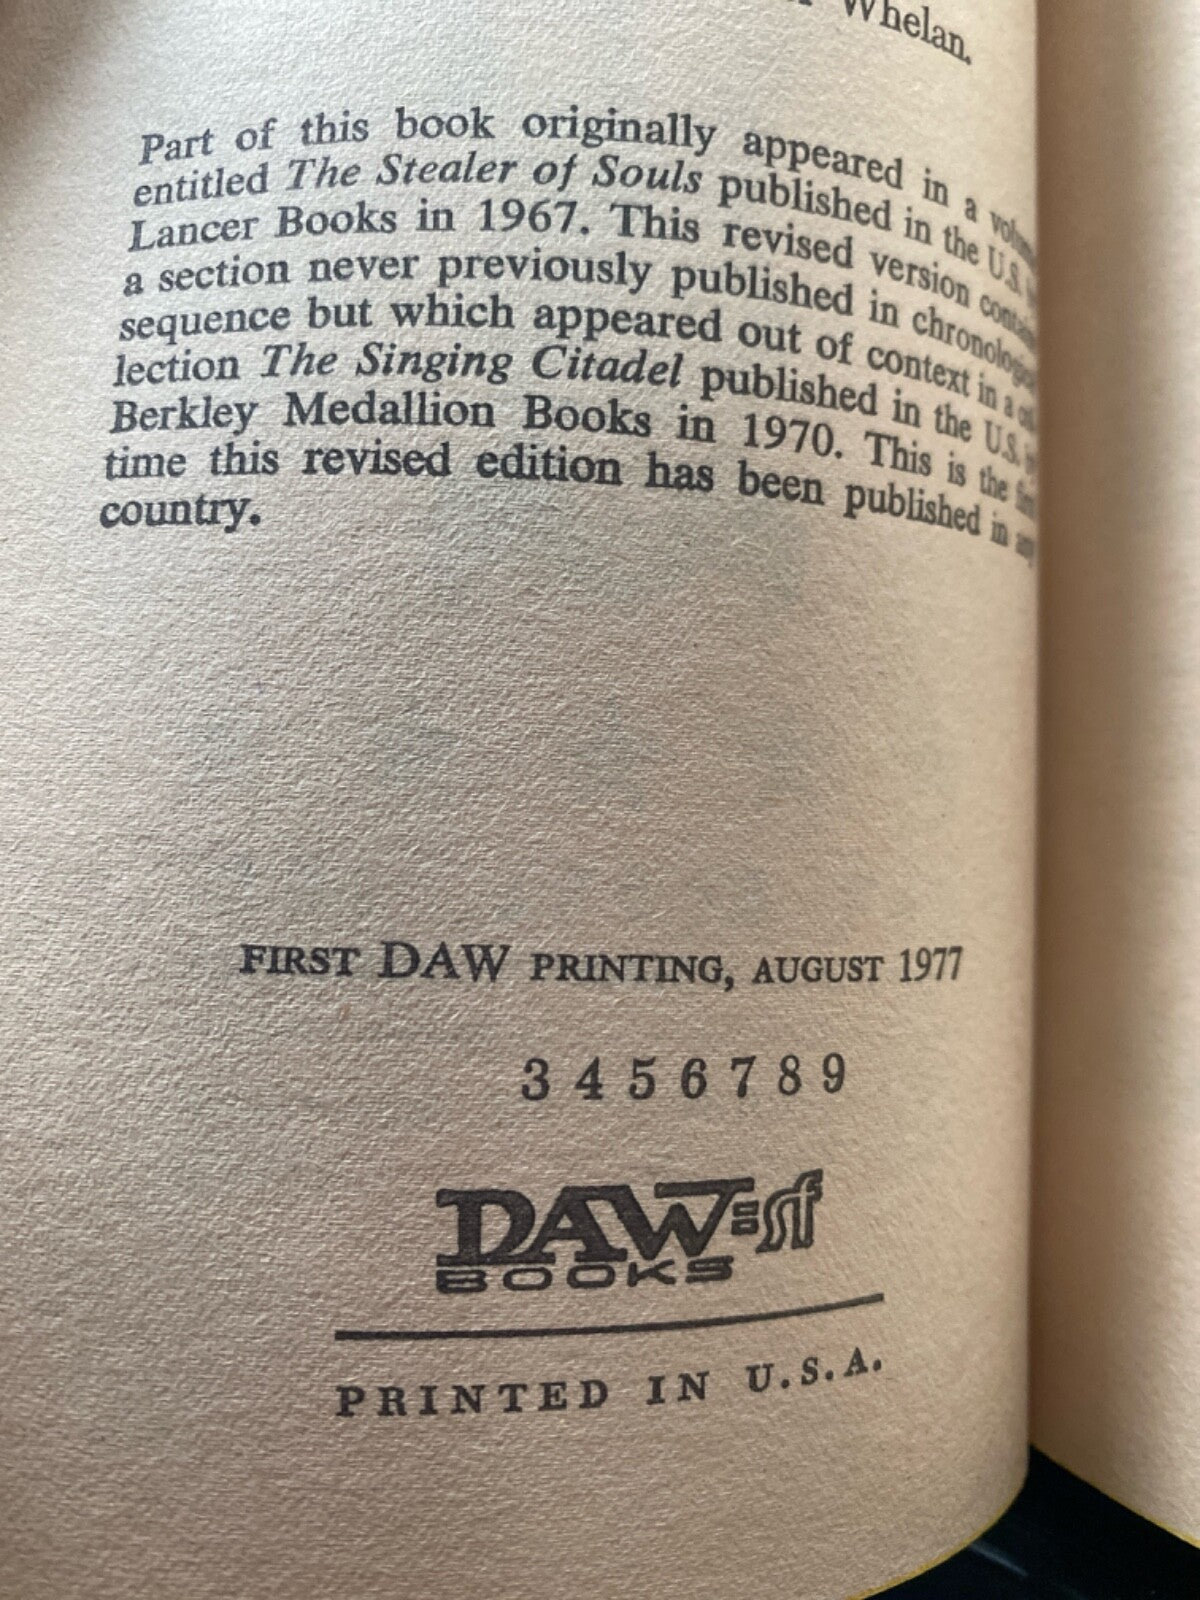 Whelan.
Part of this book originally appeared in a
entitled The Stealer of Souls published in the U.S.
Lancer Books in 1967. This revised version
a section never previously published in
sequence but which appeared out of context in a
lection The Singing Citadel published in the U.S.
Berkley Medallion Books in 1970. This is the
time this revised edition has been published in
country.
FIRST DAW PRINTING, AUGUST 1977
3 4 5 6 7 8 9
DAW sf
BOOKS
PRINTED IN U.S.A.